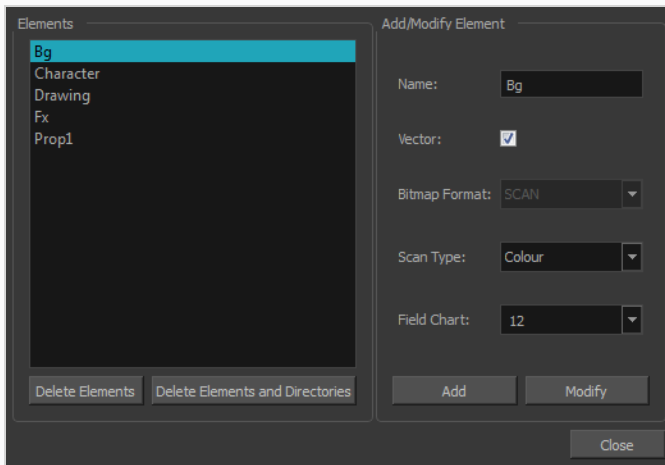 Elements
Bg
Character
Drawing
Fx
Prop1
Delete Elements
Delete Elements and Directories
Add/Modify Element
Name: Bg
Vector:
Bitmap Format: SCAN
Scan Type: Colour
Field Chart: 12
Add
Modify
Close